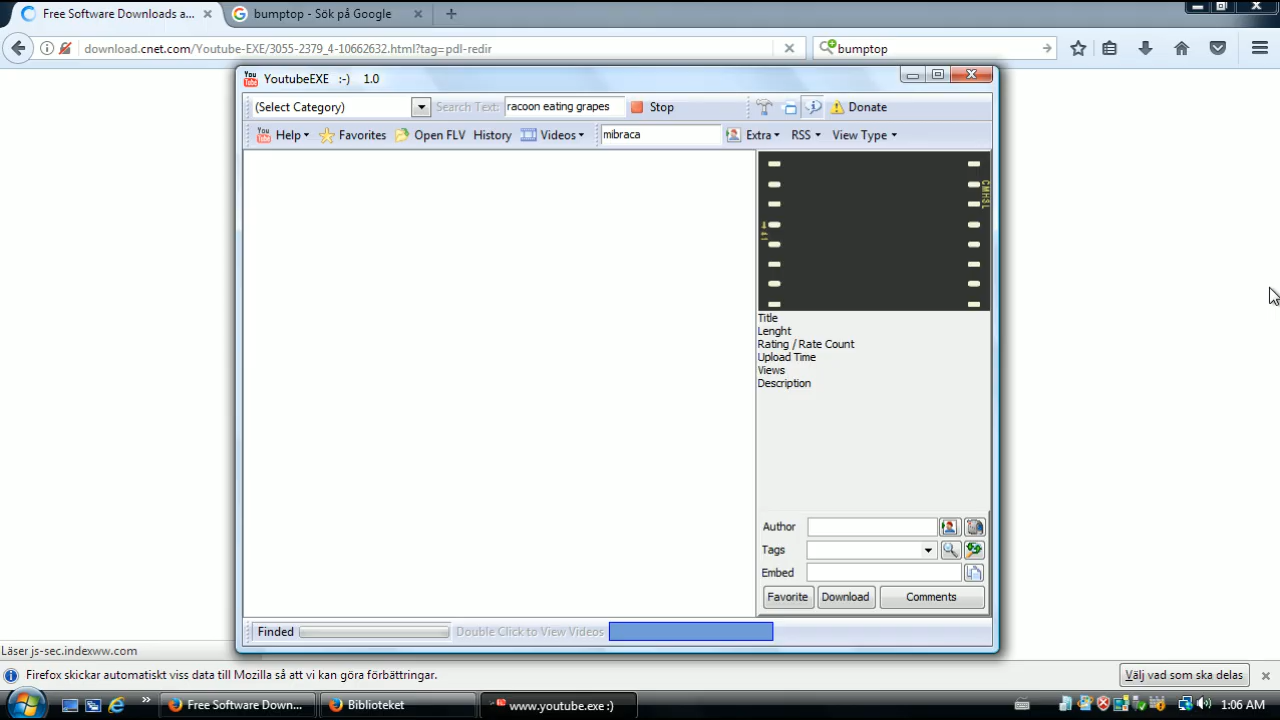 Free Software Downloads a...
bumptop - Sök på Google
download.cnet.com/Youtube-EXE/3055-2379_4-10662632.html?tag=pdl-redir
bumptop
You Tube YoutubeEXE :-) 1.0
(Select Category) Search Text: racoon eating grapes Stop Donate
Help Favorites Open FLV History Videos mibraca Extra RSS View Type
CMHSL
41
Title
Lenght
Rating / Rate Count
Upload Time
Views
Description
Author
Tags
Embed
Favorite Download Comments
Finded Double Click to View Videos
Läser js-sec.indexww.com
Firefox skickar automatiskt viss data till Mozilla så att vi kan göra förbättringar. Välj vad som ska delas
Free Software Down... Biblioteket www.youtube.exe :) 1:06 AM